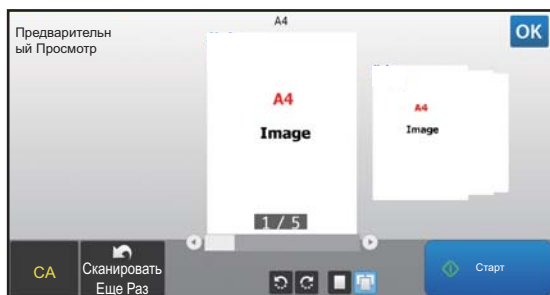 A4
Предварительн
ый Просмотр
OK
A4
Image
A4
Image
1 / 5
CA
Сканировать
Еще Раз
Старт